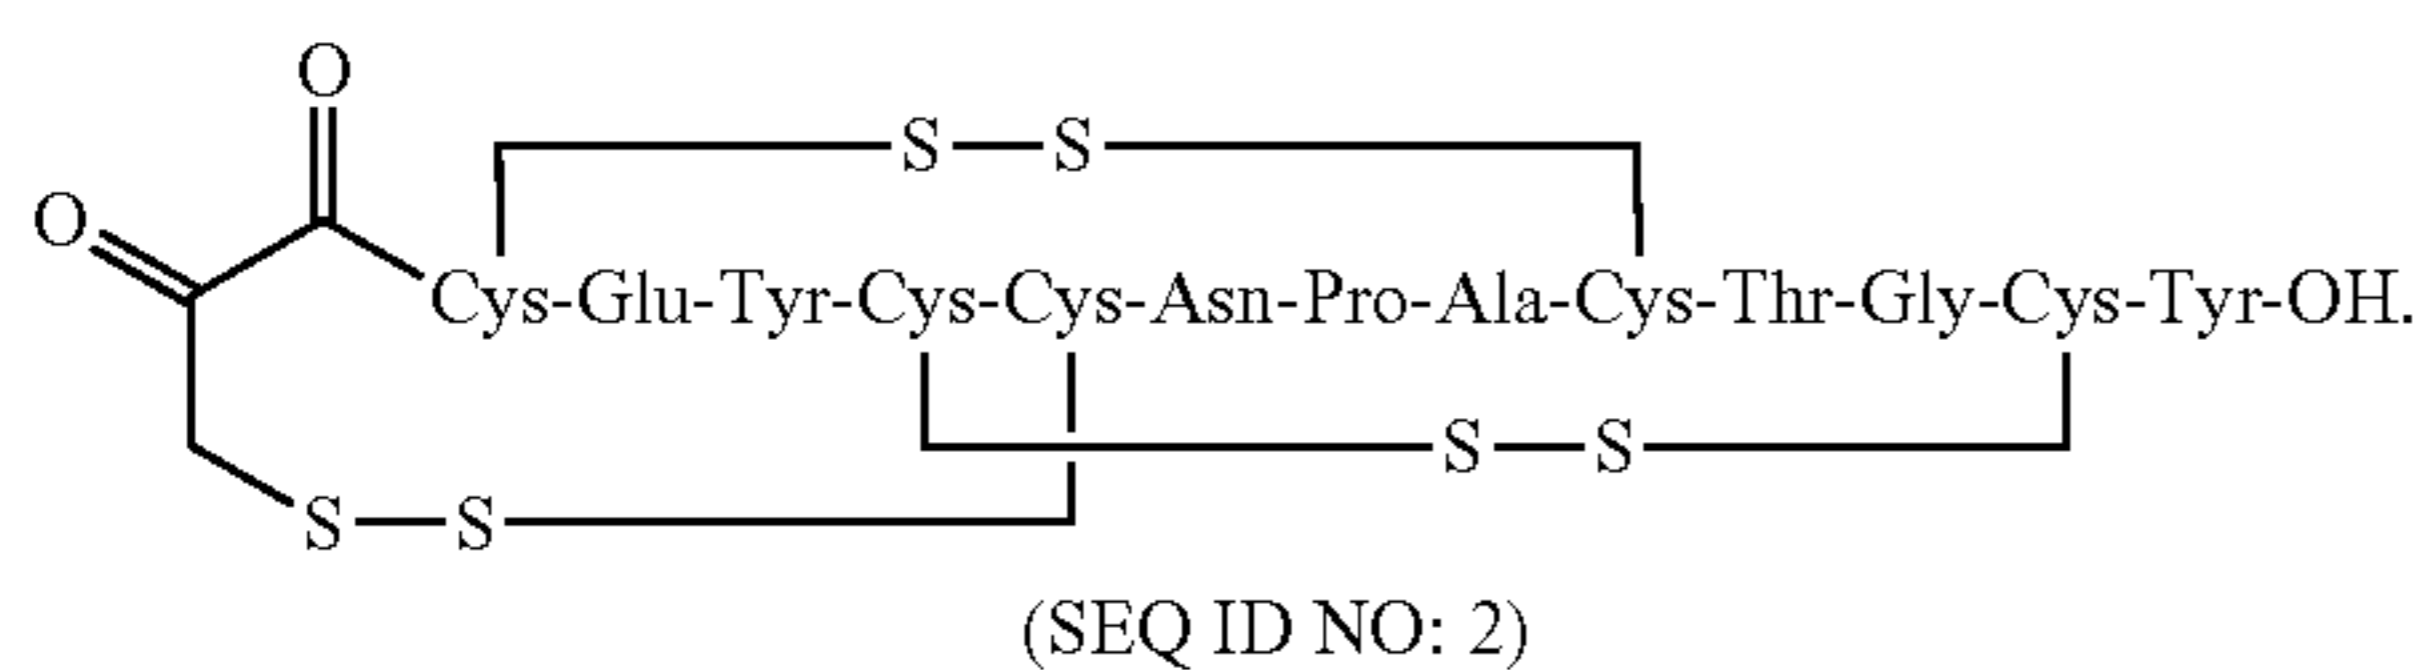 O
O
S S
Cys-Glu-Tyr-Cys-Cys-Asn-Pro-Ala-Cys-Thr-Gly-Cys-Tyr-OH.
S S
S S
(SEQ ID NO: 2)